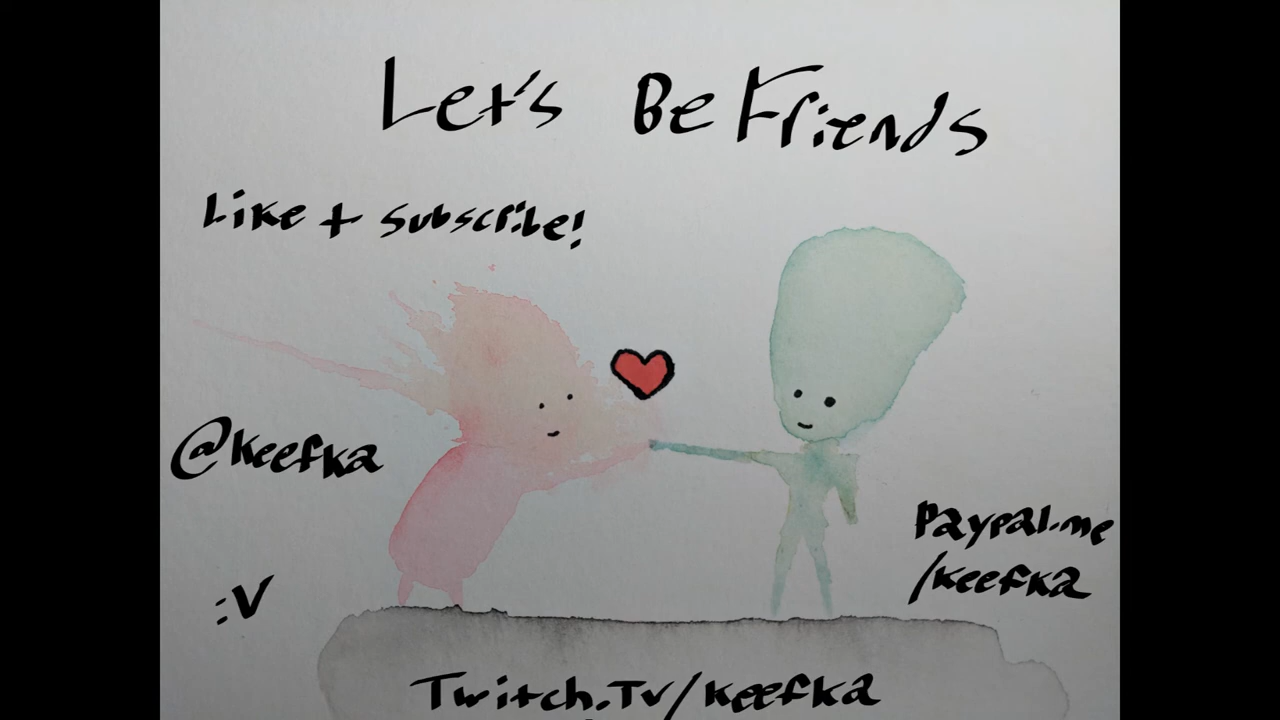 Let's Be Friends
Like + Subscribe!
@keefka
Paypal.me
/keefka
:V
Twitch.Tv/keefka